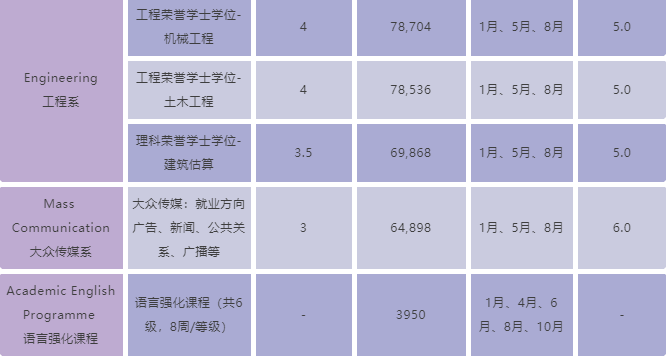 Engineering
工程系
工程荣誉学士学位-
机械工程
4
78,704
1月、5月、8月
5.0
工程荣誉学士学位-
土木工程
4
78,536
1月、5月、8月
5.0
理科荣誉学士学位-
建筑估算
3.5
69,868
1月、5月、8月
5.0
Mass
Communication
大众传媒系
大众传媒：就业方向
广告、新闻、公共关
系、广播等
3
64,898
1月、5月、8月
6.0
Academic English
Programme
语言强化课程
语言强化课程（共6
级，8周/等级）
-
3950
1月、4月、6
月、8月、10月
-